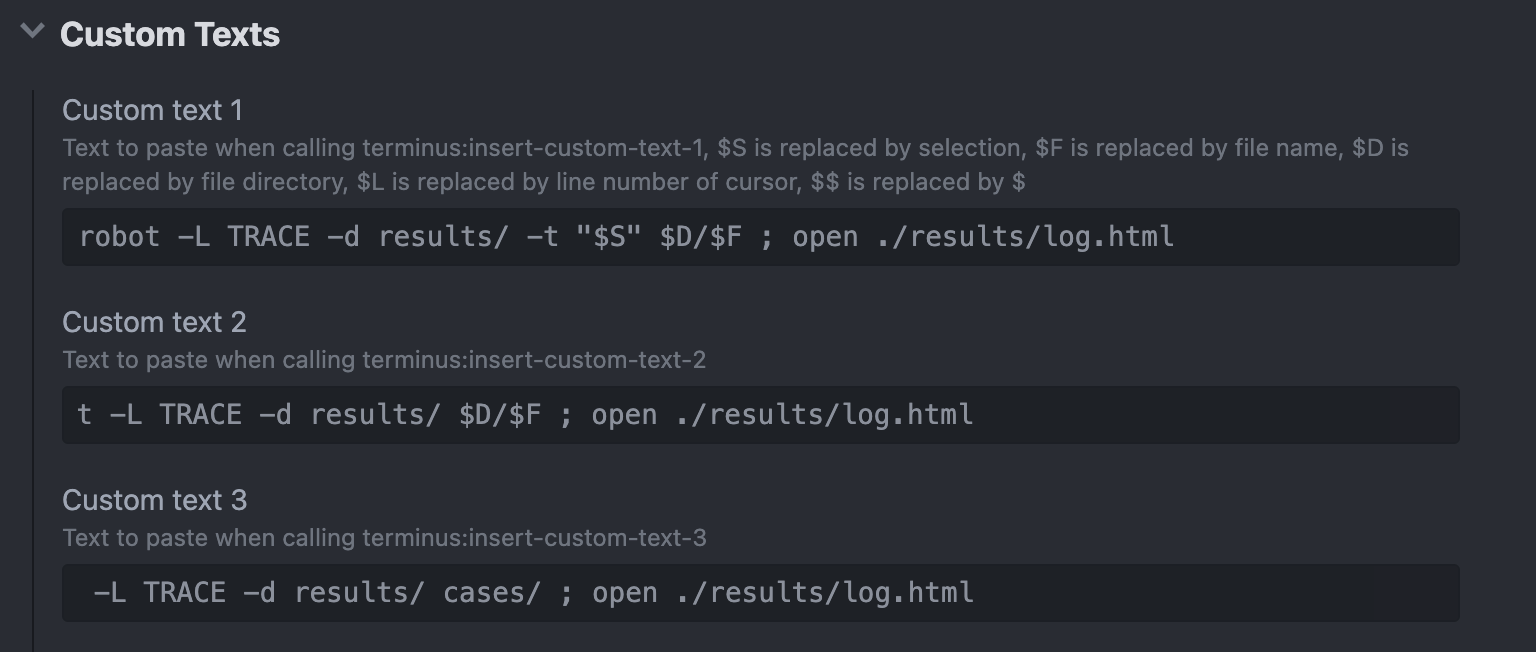 Custom Texts
Custom text 1
Text to paste when calling terminus:insert-custom-text-1, $S is replaced by selection, $F is replaced by file name, $D is
replaced by file directory, $L is replaced by line number of cursor, $$ is replaced by $
robot -L TRACE -d results/ -t "$S" $D/$F ; open ./results/log.html
Custom text 2
Text to paste when calling terminus:insert-custom-text-2
t -L TRACE -d results/ $D/$F ; open ./results/log.html
Custom text 3
Text to paste when calling terminus:insert-custom-text-3
-L TRACE -d results/ cases/ ; open ./results/log.html